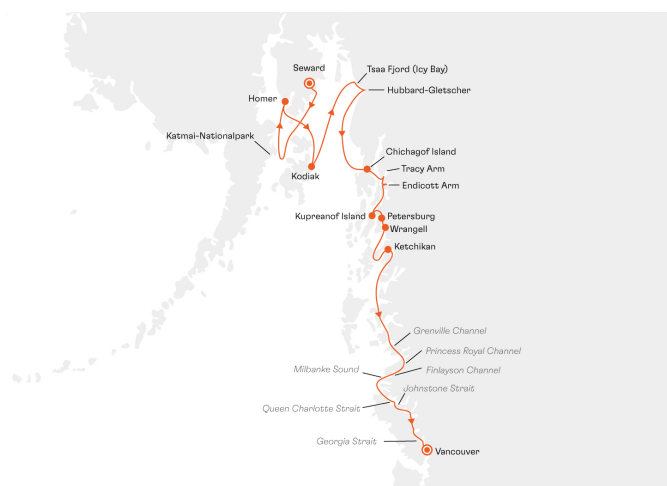 Seward
Tsaa Fjord (Icy Bay)
Hubbard-Gletscher
Homer
Katmai-Nationalpark
Kodiak
Chichagof Island
Tracy Arm
Endicott Arm
Kupreanof Island
Petersburg
Wrangell
Ketchikan
Grenville Channel
Princess Royal Channel
Milbanke Sound
Finlayson Channel
Johnstone Strait
Queen Charlotte Strait
Georgia Strait
Vancouver